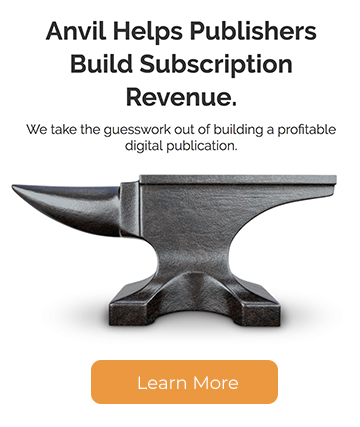 Anvil Helps Publishers
Build Subscription
Revenue.
We take the guesswork out of building a profitable
digital publication.
Learn More